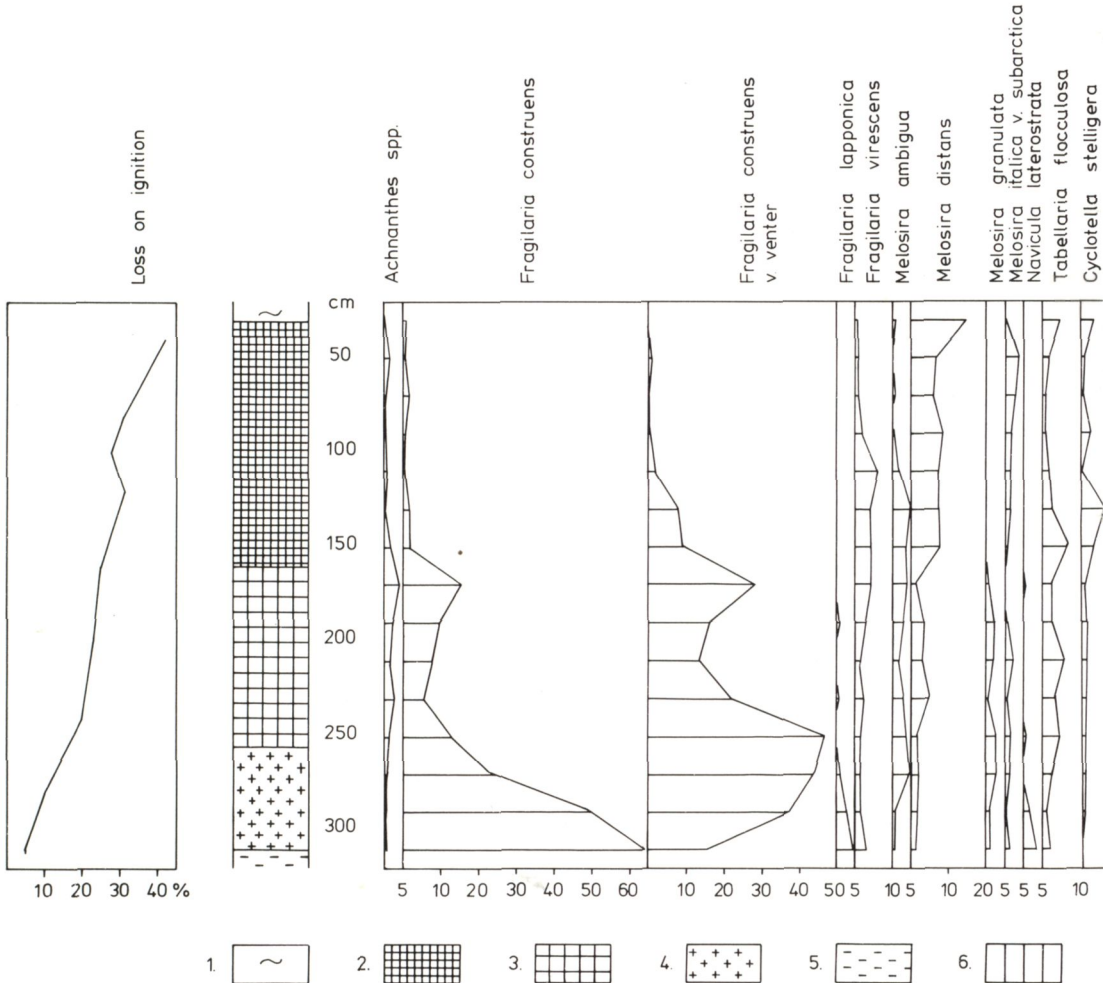 Loss on ignition
Achnanthes spp.
Fragilaria construens
Fragilaria construens
v. venter
Fragilaria lapponica
Fragilaria virescens
Melosira ambigua
Melosira distans
Melosira granulata
Melosira italica v. subarctica
Navicula laterostrata
Tabellaria flocculosa
Cyclotella stelligera
cm
50
100
150
200
250
300
10 20 30 40 %
5 10 20 30 40 50 60 10 20 30 40 50 5 10 5 10 20 5 5 5 10
1. 2. 3. 4. 5. 6.